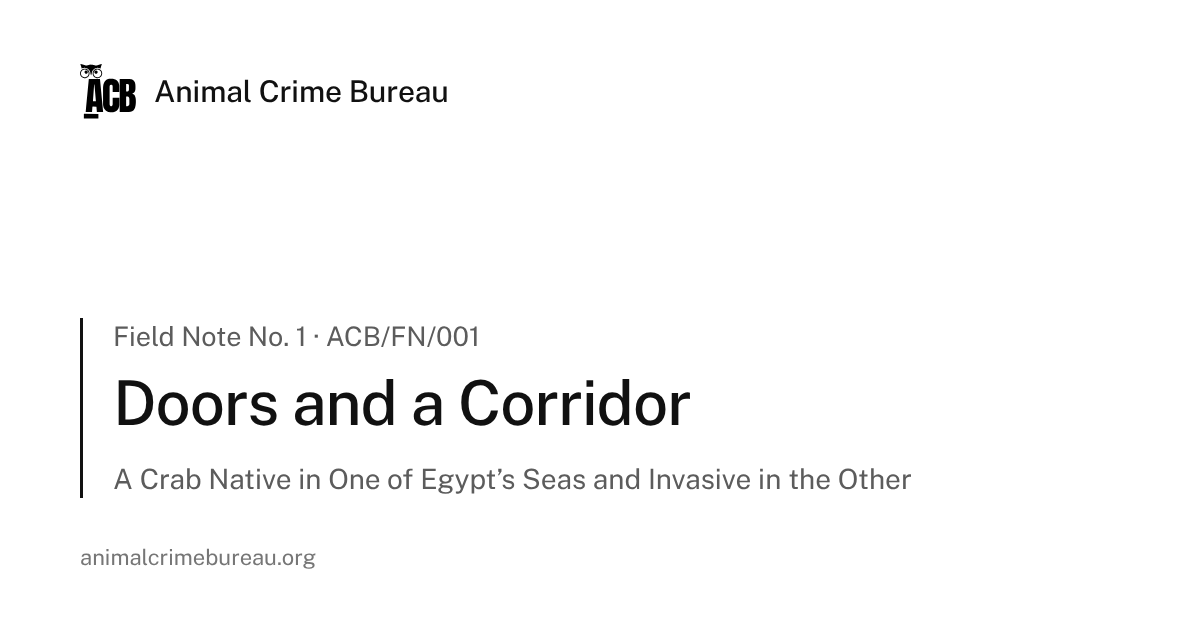 ACB Animal Crime Bureau
Field Note No. 1 · ACB/FN/001
Doors and a Corridor
A Crab Native in One of Egypt’s Seas and Invasive in the Other
animalcrimebureau.org